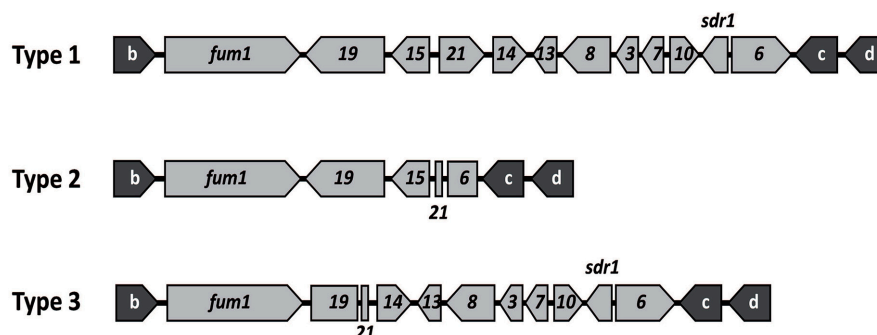 sdr1
Type 1 b fum1 19 15 21 14 13 8 3 7 10 6 c d
Type 2 b fum1 19 15 6 c d
21
sdr1
Type 3 b fum1 19 14 13 8 3 7 10 6 c d
21